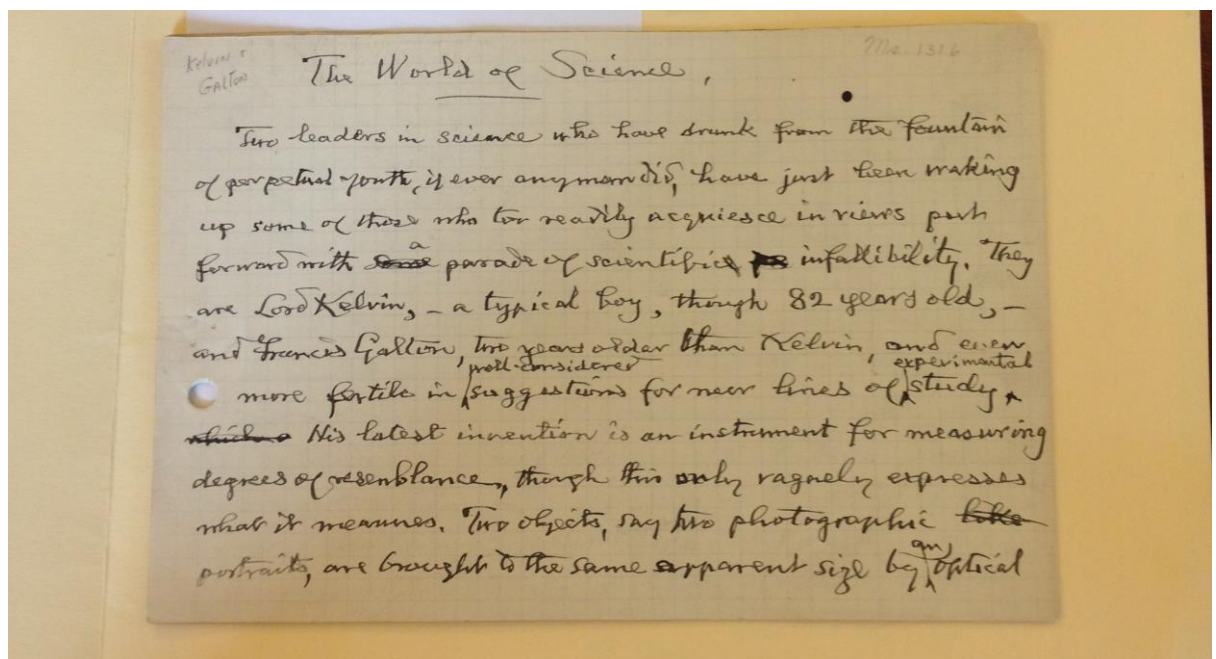 Kelvin &
Galton
Ms. 1316
The World of Science.
Two leaders in science who have drunk from the fountain
of perpetual youth, if ever any man did, have just been waking
up some of those who too readily acquiesce in views push
forward with a parade of scientific infallibility. They
are Lord Kelvin, – a typical boy, though 82 years old, –
and Francis Galton, two years older than Kelvin, and even
more fertile in well-considered suggestions for new lines of experimental study.
which His latest invention is an instrument for measuring
degrees of resemblance, though this only vaguely expresses
what it measures. Two objects, say two photographic
portraits, are brought to the same apparent size by an optical